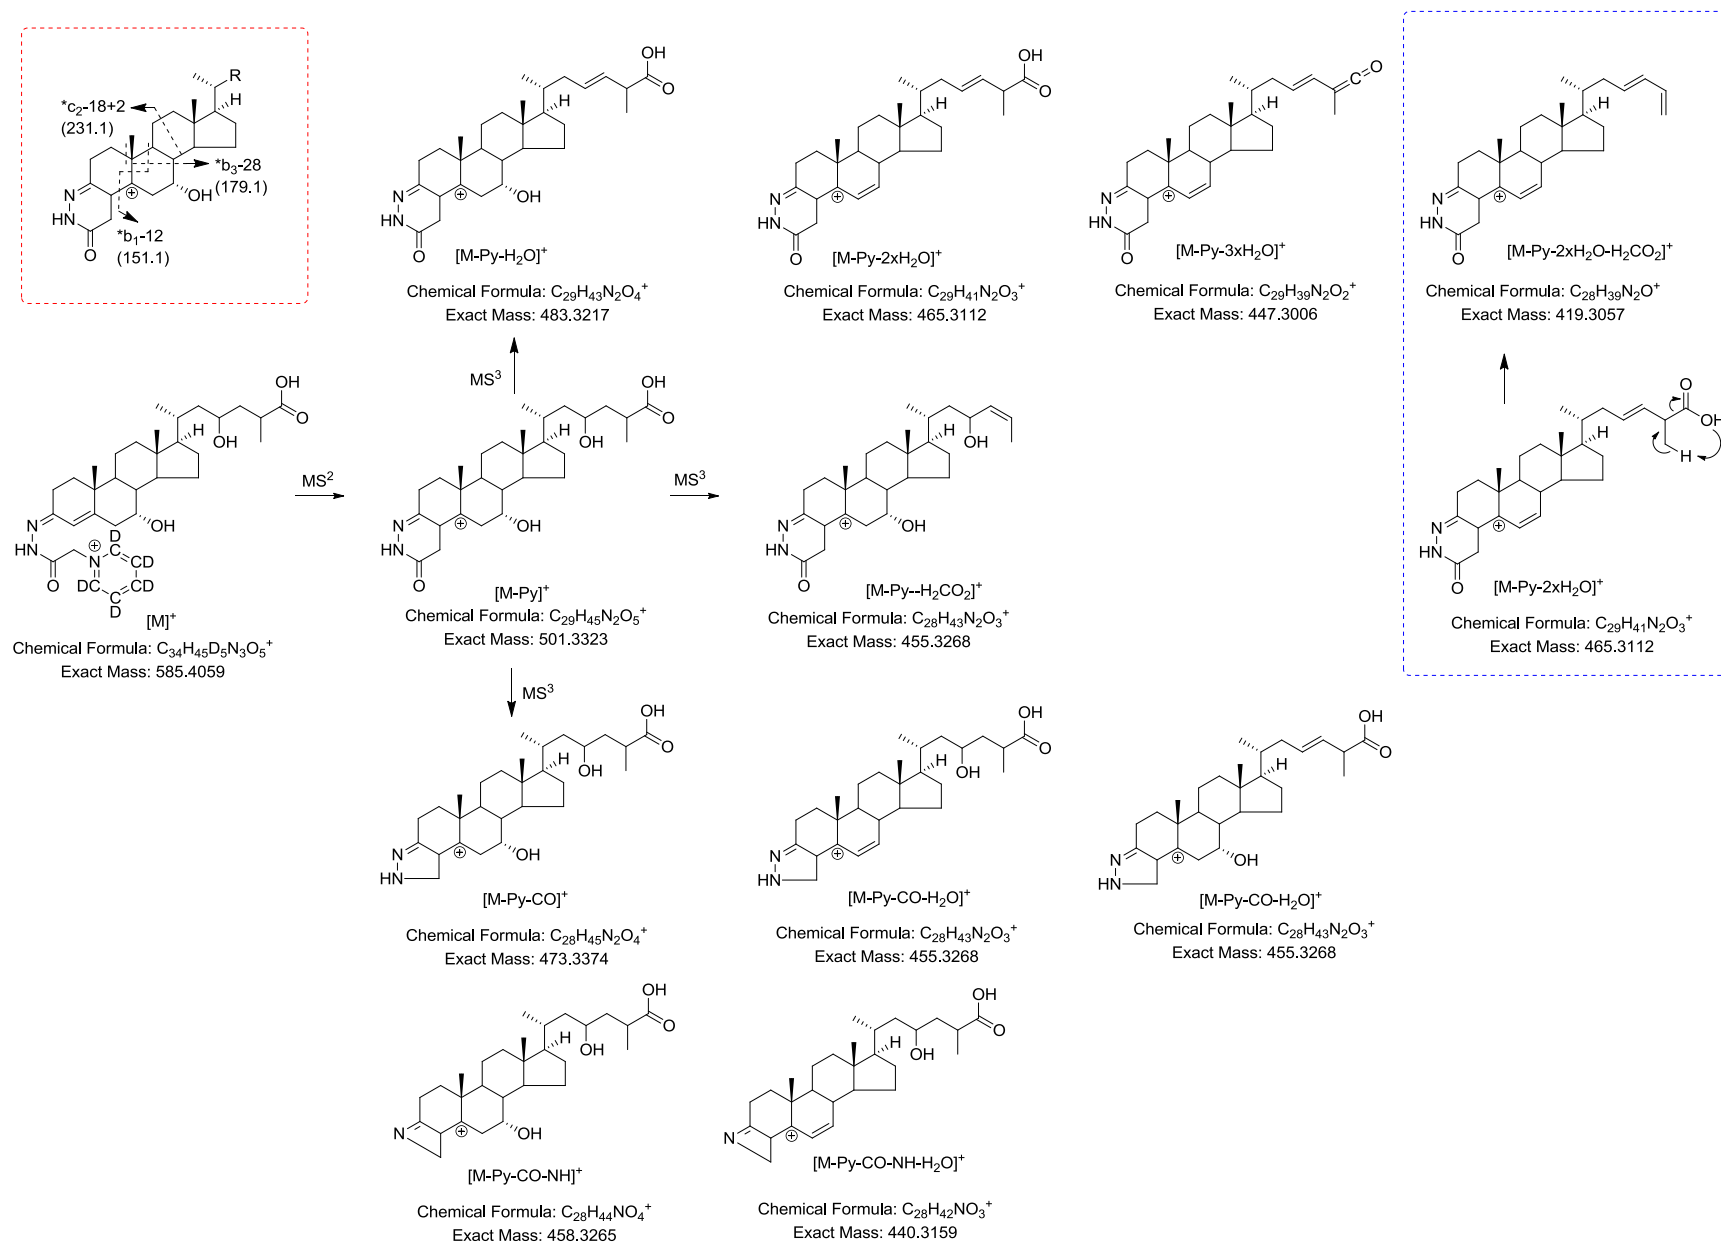 R
H
*c2-18+2
(231.1)
*b3-28
(179.1)
N
HN
OH
O
*b1-12
(151.1)
OH
O
H
N
HN
OH
O
[M-Py-H2O]+
Chemical Formula: C29H43N2O4+
Exact Mass: 483.3217
OH
O
H
N
HN
O
[M-Py-2xH2O]+
Chemical Formula: C29H41N2O3+
Exact Mass: 465.3112
O
C
H
N
HN
O
[M-Py-3xH2O]+
Chemical Formula: C29H39N2O2+
Exact Mass: 447.3006
H
N
HN
O
[M-Py-2xH2O-H2CO2]+
Chemical Formula: C28H39N2O+
Exact Mass: 419.3057
OH
O
H
OH
OH
N
HN
O
N
D
D
D
D
D
C
C
C
C
C
[M]+
Chemical Formula: C34H45D5N3O5+
Exact Mass: 585.4059
MS2
MS3
OH
O
H
OH
N
HN
OH
O
[M-Py]+
Chemical Formula: C29H45N2O5+
Exact Mass: 501.3323
MS3
H
OH
N
HN
OH
O
[M-Py--H2CO2]+
Chemical Formula: C28H43N2O3+
Exact Mass: 455.3268
O
OH
H
H
N
HN
O
[M-Py-2xH2O]+
Chemical Formula: C29H41N2O3+
Exact Mass: 465.3112
MS3
OH
O
H
OH
N
HN
OH
[M-Py-CO]+
Chemical Formula: C28H45N2O4+
Exact Mass: 473.3374
OH
O
H
OH
N
HN
[M-Py-CO-H2O]+
Chemical Formula: C28H43N2O3+
Exact Mass: 455.3268
OH
O
H
N
HN
OH
[M-Py-CO-H2O]+
Chemical Formula: C28H43N2O3+
Exact Mass: 455.3268
OH
O
H
OH
N
OH
[M-Py-CO-NH]+
Chemical Formula: C28H44NO4+
Exact Mass: 458.3265
OH
O
H
OH
N
[M-Py-CO-NH-H2O]+
Chemical Formula: C28H42NO3+
Exact Mass: 440.3159